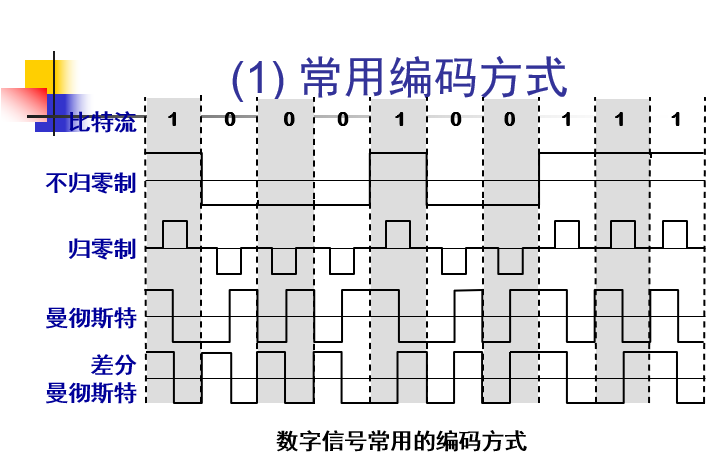 (1) 常用编码方式
比特流 1 0 0 0 1 0 0 1 1 1
不归零制
归零制
曼彻斯特
差分
曼彻斯特
数字信号常用的编码方式